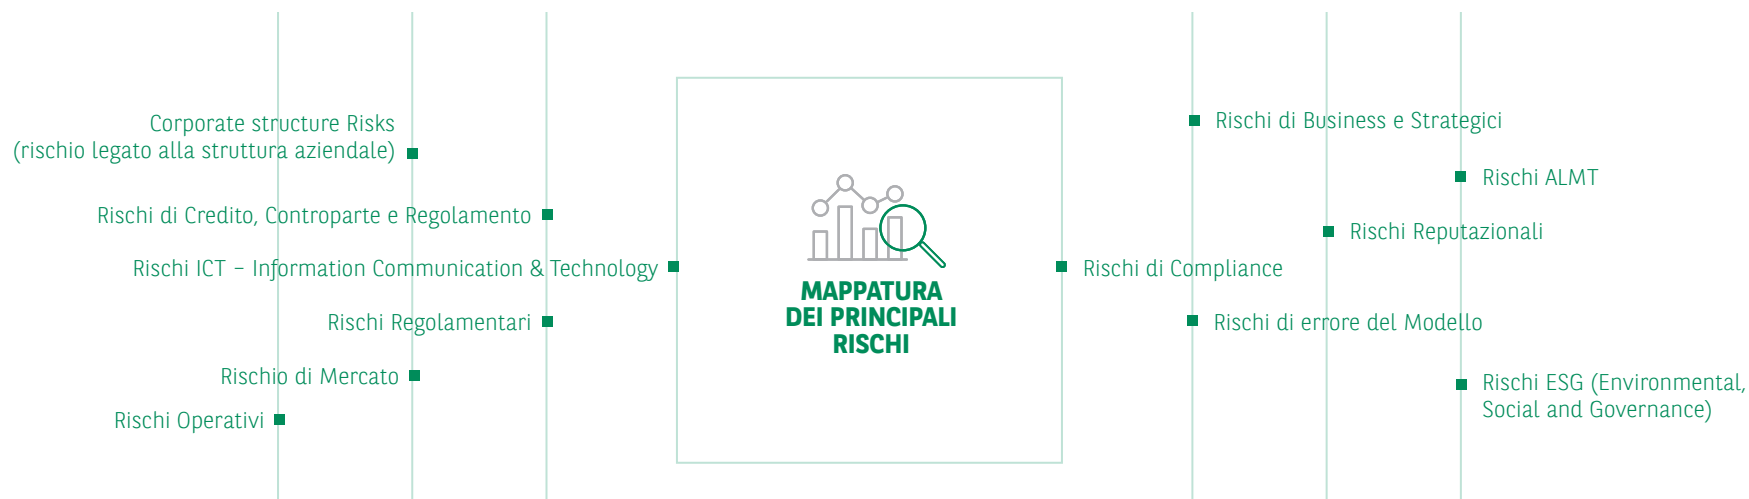 Corporate structure Risks
(rischio legato alla struttura aziendale)
Rischi di Credito, Controparte e Regolamento
Rischi ICT – Information Communication & Technology
Rischi Regolamentari
Rischio di Mercato
Rischi Operativi
MAPPATURA
DEI PRINCIPALI
RISCHI
Rischi di Business e Strategici
Rischi ALMT
Rischi Reputazionali
Rischi di Compliance
Rischi di errore del Modello
Rischi ESG (Environmental,
Social and Governance)